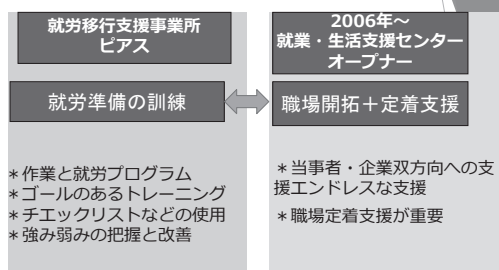 就労移行支援事業所
ピアス
就労準備の訓練
＊作業と就労プログラム
＊ゴールのあるトレーニング
＊チエックリストなどの使用
＊強み弱みの把握と改善
2006年～
就業・生活支援センター
オープナー
職場開拓＋定着支援
＊当事者・企業双方向への支
援エンドレスな支援
＊職場定着支援が重要